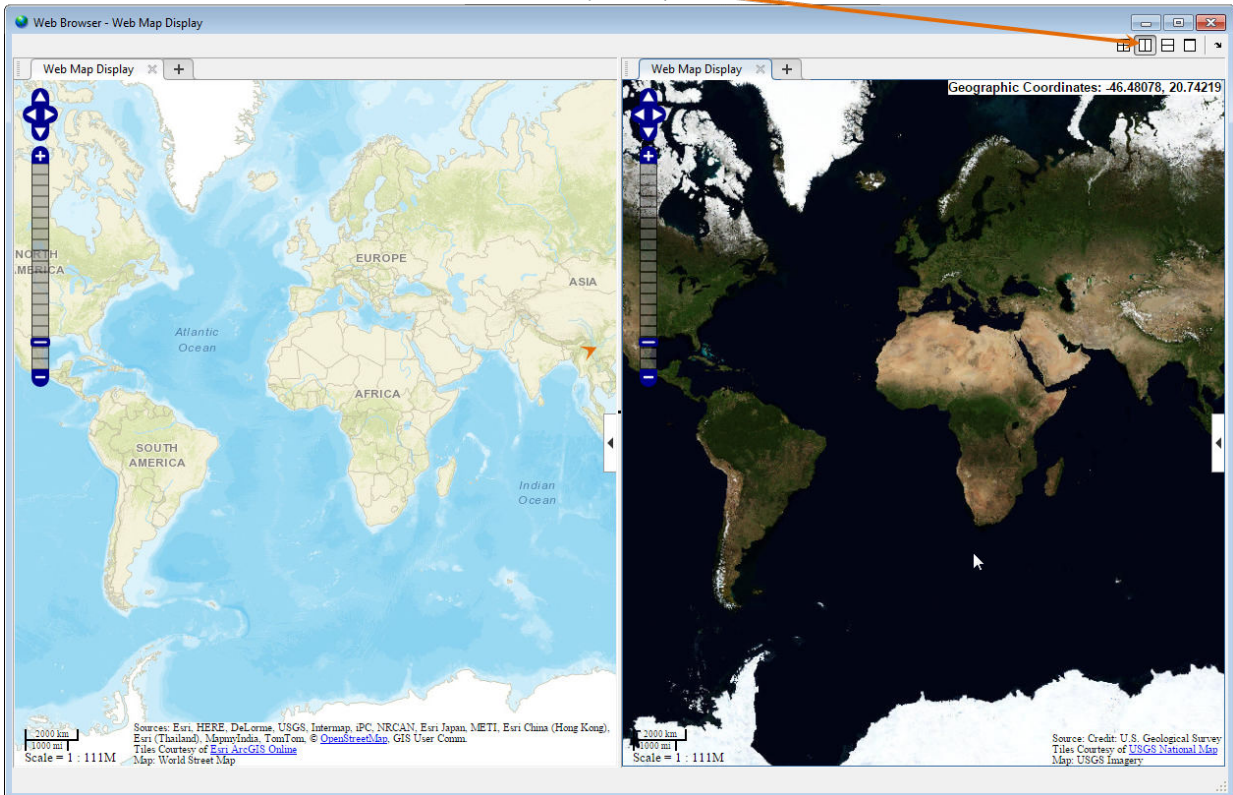 Web Browser - Web Map Display
Web Map Display
+
NORTH
AMERICA
EUROPE
ASIA
Atlantic
Ocean
AFRICA
SOUTH
AMERICA
Indian
Ocean
2000 km
1000 mi
Scale = 1 : 111M
Sources: Esri, HERE, DeLorme, USGS, Intermap, iPC, NRCAN, Esri Japan, METI, Esri China (Hong Kong),
Esri (Thailand), MapmyIndia, TomTom, © OpenStreetMap, GIS User Comm.
Tiles Courtesy of Esri ArcGIS Online
Map: World Street Map
Web Map Display
+
Geographic Coordinates: -46.48078, 20.74219
2000 km
1000 mi
Scale = 1 : 111M
Source: Credit: U.S. Geological Survey
Tiles Courtesy of USGS National Map
Map: USGS Imagery